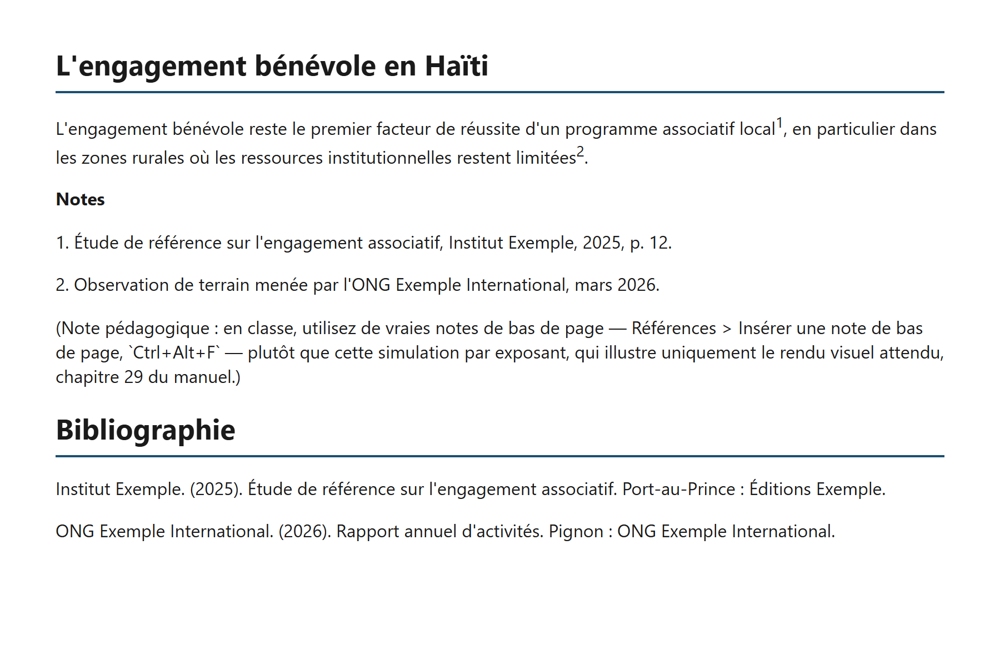 L'engagement bénévole en Haïti
L'engagement bénévole reste le premier facteur de réussite d'un programme associatif local1, en particulier dans
les zones rurales où les ressources institutionnelles restent limitées2.
Notes
1. Étude de référence sur l'engagement associatif, Institut Exemple, 2025, p. 12.
2. Observation de terrain menée par l'ONG Exemple International, mars 2026.
(Note pédagogique : en classe, utilisez de vraies notes de bas de page — Références > Insérer une note de bas
de page, `Ctrl+Alt+F` — plutôt que cette simulation par exposant, qui illustre uniquement le rendu visuel attendu,
chapitre 29 du manuel.)
Bibliographie
Institut Exemple. (2025). Étude de référence sur l'engagement associatif. Port-au-Prince : Éditions Exemple.
ONG Exemple International. (2026). Rapport annuel d'activités. Pignon : ONG Exemple International.